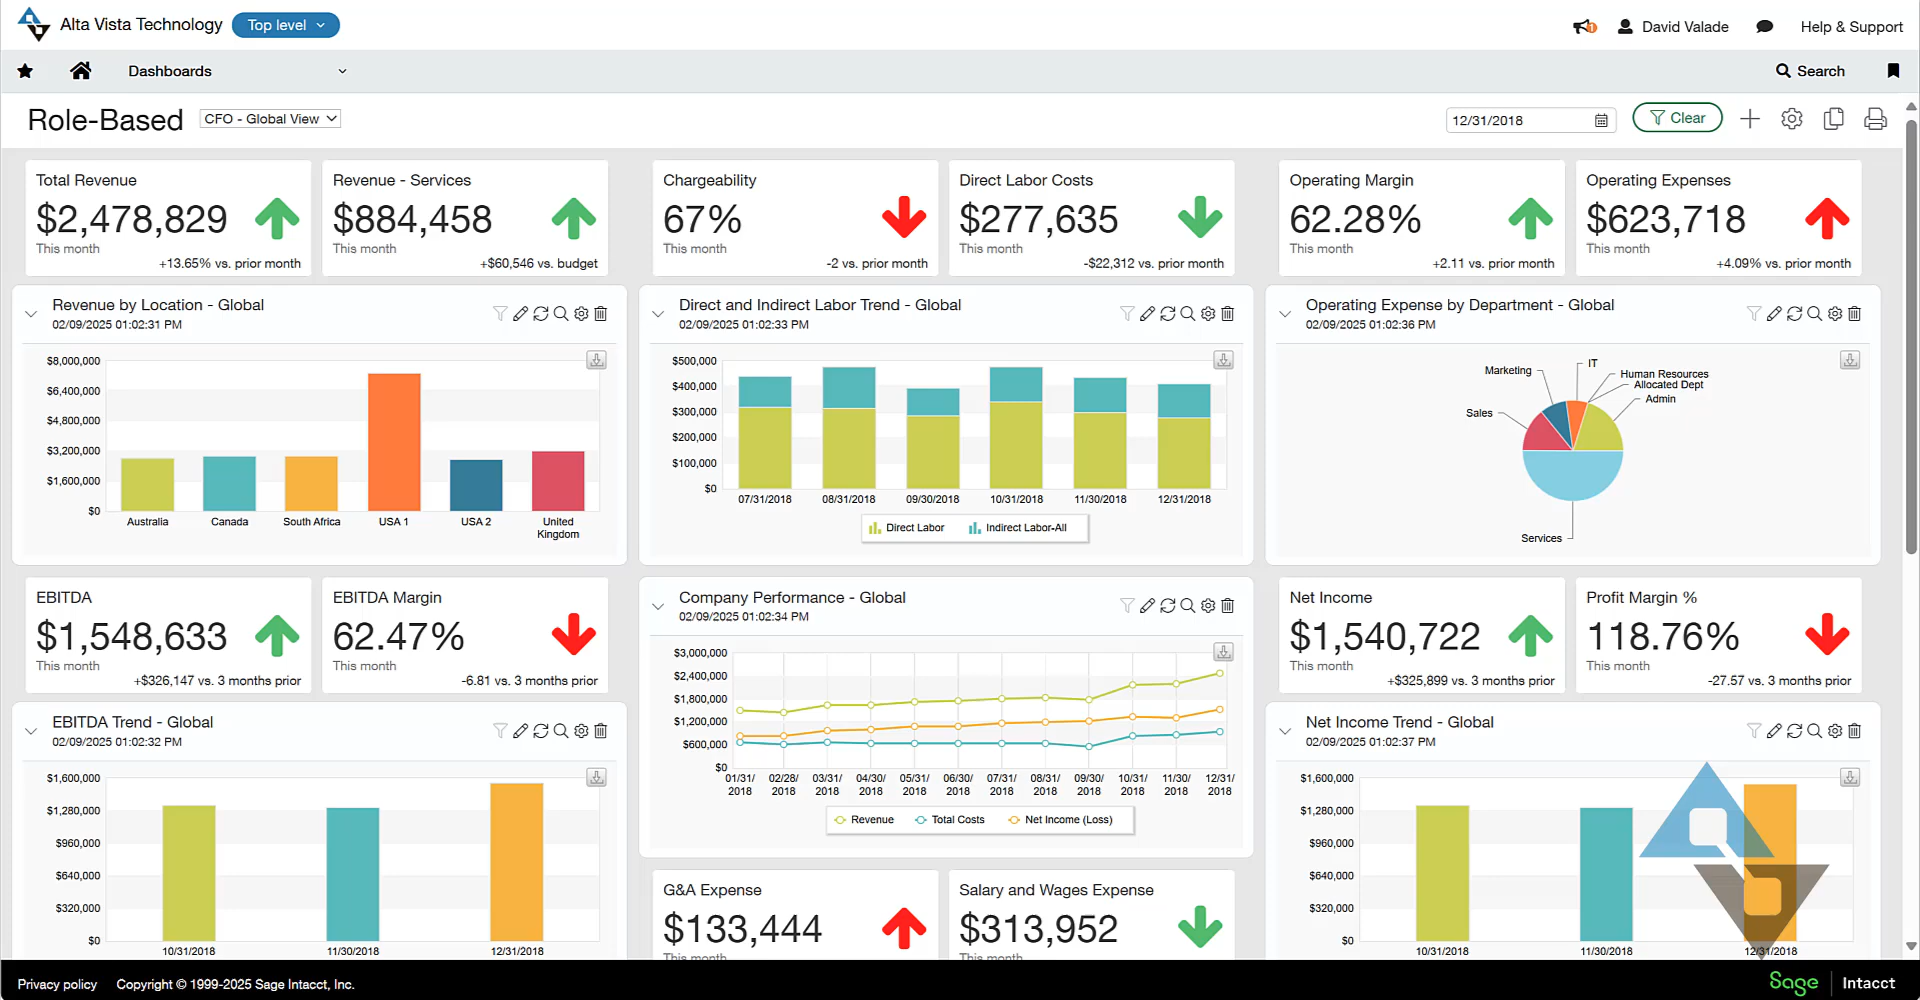 Alta Vista Technology
Top level
1
David Valade
Help & Support
Dashboards
Search
Role-Based
CFO - Global View
12/31/2018
Clear
Total Revenue
$2,478,829
This month
+13.65% vs. prior month
Revenue - Services
$884,458
This month
+$60,546 vs. budget
Chargeability
67%
This month
-2 vs. prior month
Direct Labor Costs
$277,635
This month
-$22,312 vs. prior month
Operating Margin
62.28%
This month
+2.11 vs. prior month
Operating Expenses
$623,718
This month
+4.09% vs. prior month
Revenue by Location - Global
02/09/2025 01:02:31 PM
$8,000,000
$6,400,000
$4,800,000
$3,200,000
$1,600,000
$0
Australia
Canada
South Africa
USA 1
USA 2
United
Kingdom
Direct and Indirect Labor Trend - Global
02/09/2025 01:02:33 PM
$500,000
$400,000
$300,000
$200,000
$100,000
$0
07/31/2018
08/31/2018
09/30/2018
10/31/2018
11/30/2018
12/31/2018
Direct Labor
Indirect Labor-All
Operating Expense by Department - Global
02/09/2025 01:02:36 PM
IT
Marketing
Human Resources
Allocated Dept
Admin
Sales
Services
EBITDA
$1,548,633
This month
+$326,147 vs. 3 months prior
EBITDA Margin
62.47%
This month
-6.81 vs. 3 months prior
Company Performance - Global
02/09/2025 01:02:34 PM
$3,000,000
$2,400,000
$1,800,000
$1,200,000
$600,000
$0
01/31/
2018
02/28/
2018
03/31/
2018
04/30/
2018
05/31/
2018
06/30/
2018
07/31/
2018
08/31/
2018
09/30/
2018
10/31/
2018
11/30/
2018
12/31/
2018
Revenue
Total Costs
Net Income (Loss)
Net Income
$1,540,722
This month
+$325,899 vs. 3 months prior
Profit Margin %
118.76%
This month
-27.57 vs. 3 months prior
EBITDA Trend - Global
02/09/2025 01:02:32 PM
$1,600,000
$1,280,000
$960,000
$640,000
$320,000
$0
10/31/2018
11/30/2018
12/31/2018
G&A Expense
$133,444
This month
Salary and Wages Expense
$313,952
This month
Net Income Trend - Global
02/09/2025 01:02:37 PM
$1,600,000
$1,280,000
$960,000
$640,000
$320,000
$0
10/31/2018
11/30/2018
12/31/2018
Privacy policy
Copyright © 1999-2025 Sage Intacct, Inc.
Sage
Intacct